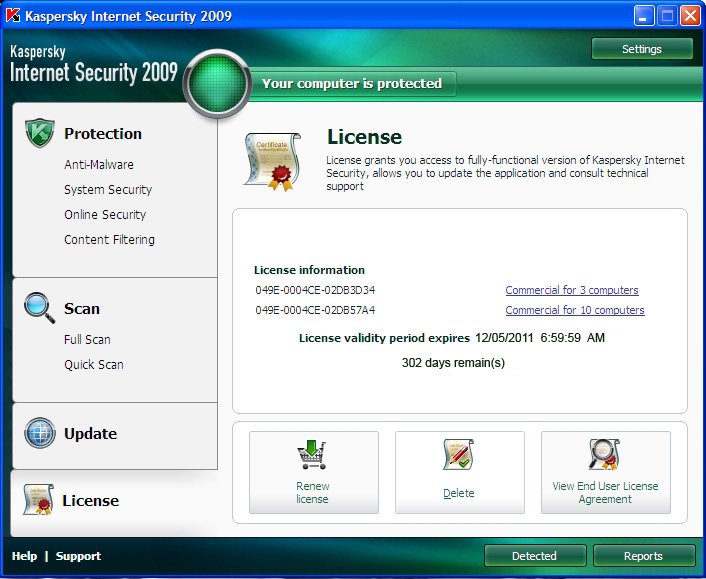 Kaspersky Internet Security 2009
Kaspersky
Internet Security 2009
Settings
Your computer is protected
Protection
Anti-Malware
System Security
Online Security
Content Filtering
Scan
Full Scan
Quick Scan
Update
License
Certificate
License
License grants you access to fully-functional version of Kaspersky Internet
Security, allows you to update the application and consult technical
support
License information
049E-0004CE-02DB3D34 Commercial for 3 computers
049E-0004CE-02DB57A4 Commercial for 10 computers
License validity period expires 12/05/2011 6:59:59 AM
302 days remain(s)
Renew
license
Delete
View End User License
Agreement
Help | Support
Detected
Reports